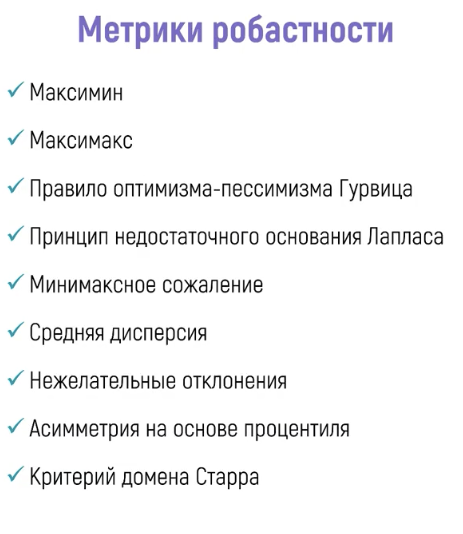 Метрики робастности
Максимин
Максимакс
Правило оптимизма-пессимизма Гурвица
Принцип недостаточного основания Лапласа
Минимаксное сожаление
Средняя дисперсия
Нежелательные отклонения
Асимметрия на основе процентиля
Критерий домена Старра